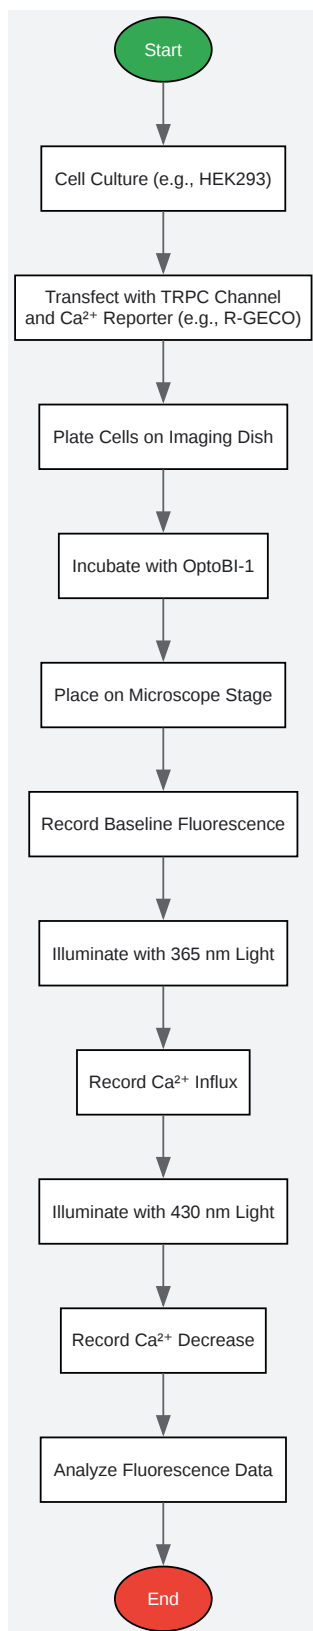 Start
Cell Culture (e.g., HEK293)
Transfect with TRPC Channel
and Ca²⁺ Reporter (e.g., R-GECO)
Plate Cells on Imaging Dish
Incubate with OptoBI-1
Place on Microscope Stage
Record Baseline Fluorescence
Illuminate with 365 nm Light
Record Ca²⁺ Influx
Illuminate with 430 nm Light
Record Ca²⁺ Decrease
Analyze Fluorescence Data
End